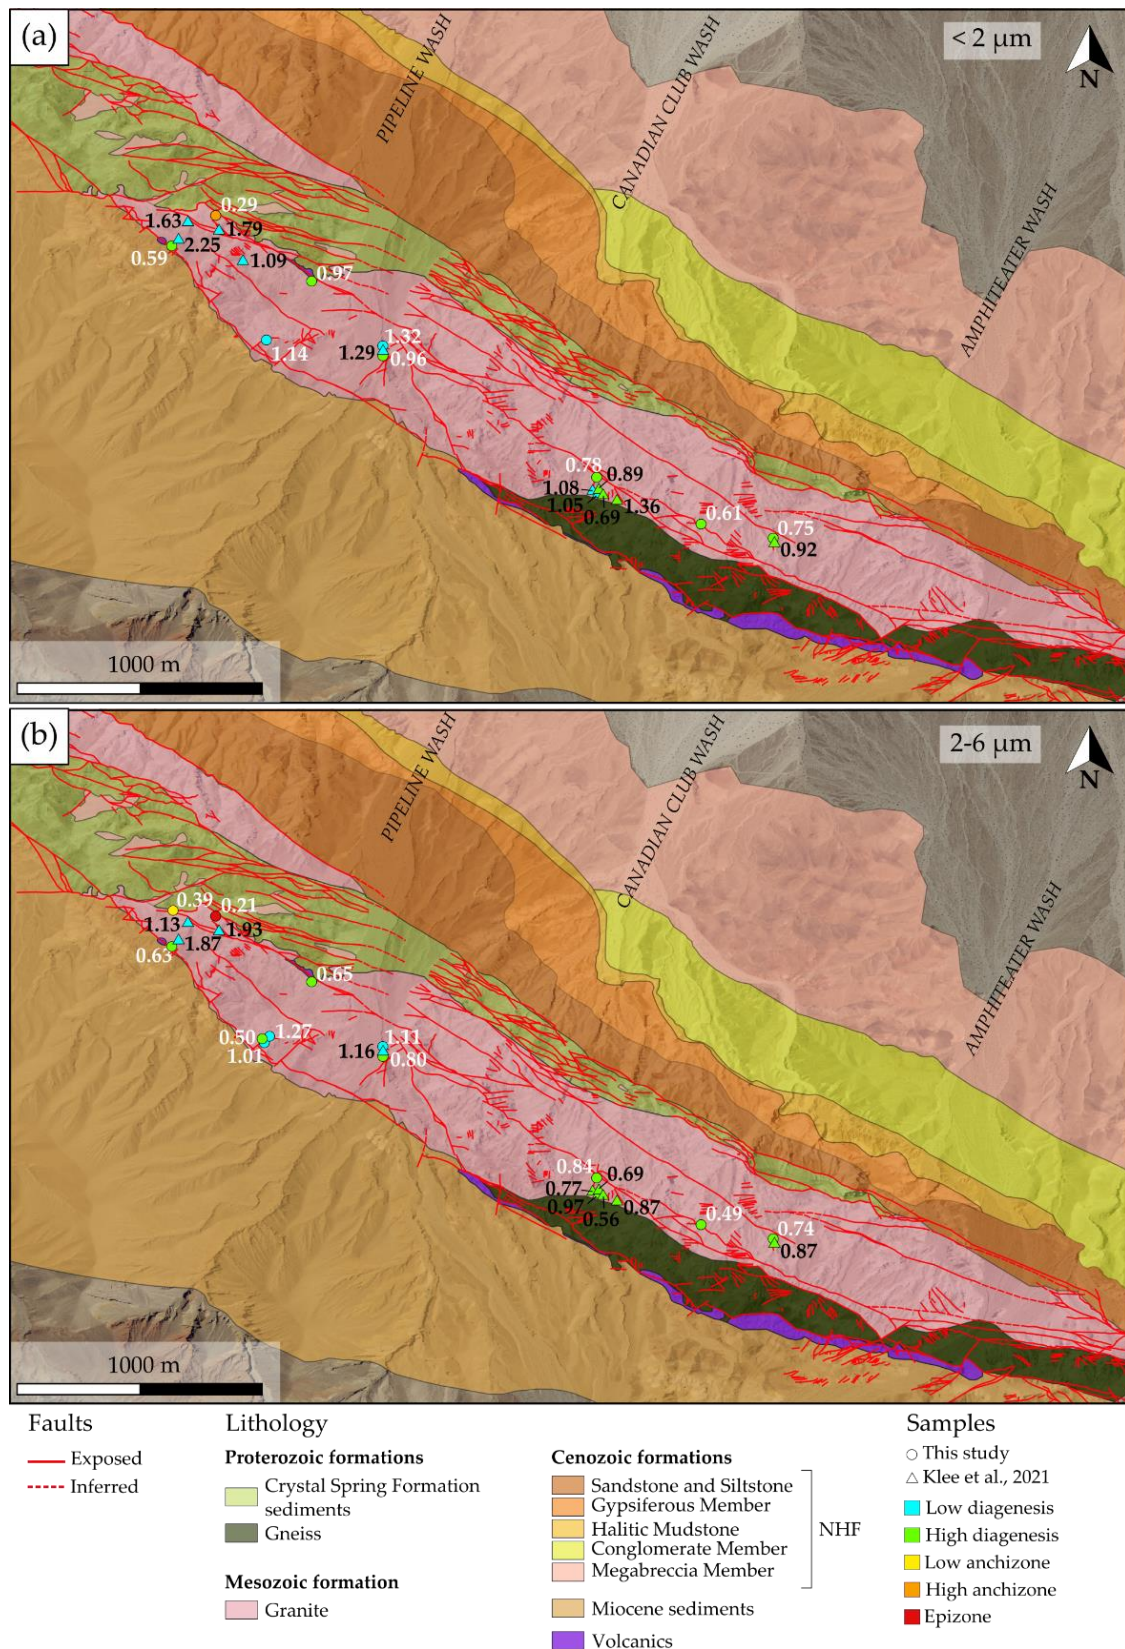 (a)
< 2 µm
N
PIPELINE WASH
CANADIAN CLUB WASH
AMPHITEATER WASH
0.29
1.63
1.79
2.25
0.59
1.09
0.97
1.14
1.32
1.29
0.96
0.78
0.89
1.08
1.05
0.69
1.36
0.61
0.75
0.92
1000 m
(b)
2-6 µm
N
PIPELINE WASH
CANADIAN CLUB WASH
AMPHITEATER WASH
0.39
0.21
1.13
1.93
1.87
0.63
0.65
0.50
1.27
1.01
1.11
1.16
0.80
0.84
0.69
0.77
0.97
0.56
0.87
0.49
0.74
0.87
1000 m
Faults
Exposed
Inferred
Lithology
Proterozoic formations
Crystal Spring Formation
sediments
Gneiss
Mesozoic formation
Granite
Cenozoic formations
Sandstone and Siltstone
Gypsiferous Member
Halitic Mudstone
Conglomerate Member
Megabreccia Member
NHF
Miocene sediments
Volcanics
Samples
This study
Klee et al., 2021
Low diagenesis
High diagenesis
Low anchizone
High anchizone
Epizone